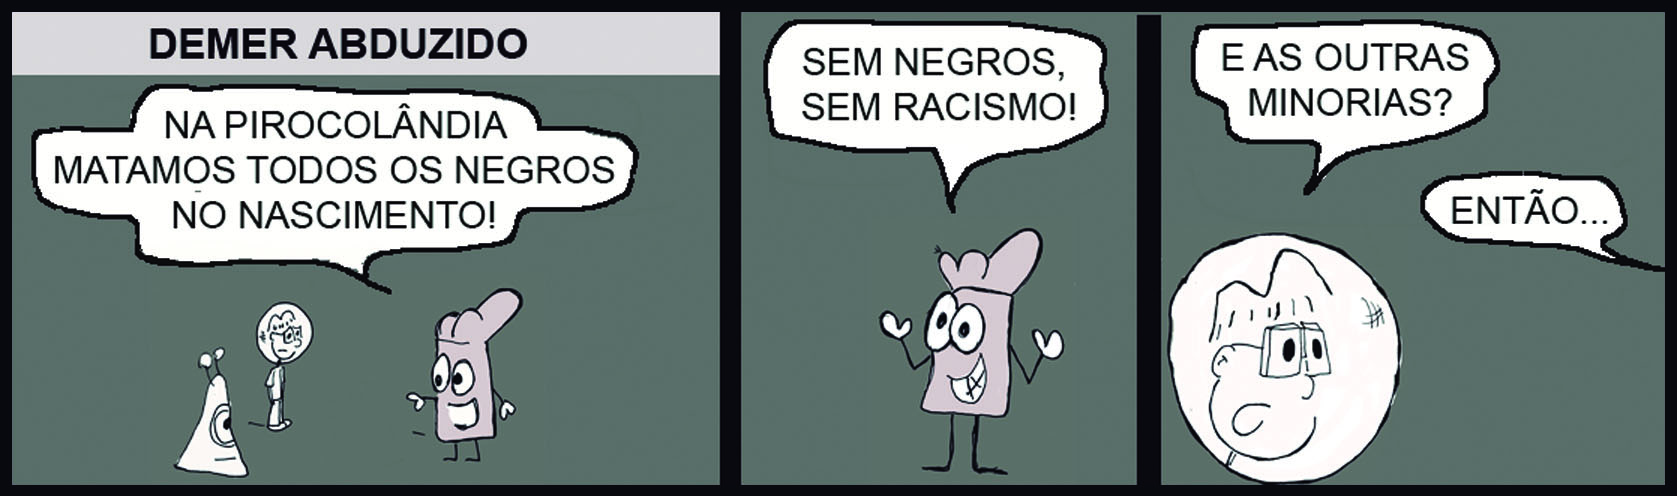 DEMER ABDUZIDO
NA PIROCOLÂNDIA
MATAMOS TODOS OS NEGROS
NO NASCIMENTO!
SEM NEGROS,
SEM RACISMO!
E AS OUTRAS
MINORIAS?
ENTÃO...